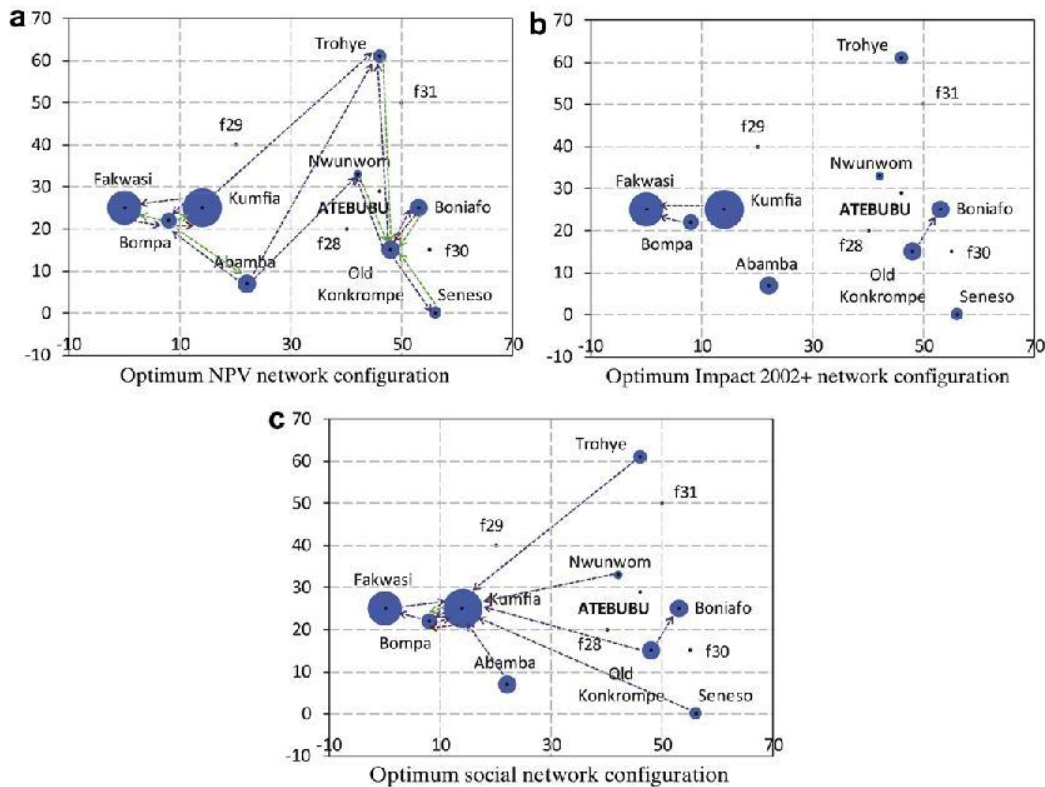 a
70
60
50
40
30
20
10
0
-10
-10 10 30 50 70
Trohye
f31
f29
Nwunwom
Fakwasi
Kumfia
ATEBUBU
Boniafo
Bompa
f28
f30
Abamba
Old
Konkrompe
Seneso
Optimum NPV network configuration
b
70
60
50
40
30
20
10
0
-10
-10 10 30 50 70
Trohye
f31
f29
Nwunwom
Fakwasi
Kumfia
ATEBUBU
Boniafo
Bompa
f28
f30
Abamba
Old
Konkrompe
Seneso
Optimum Impact 2002+ network configuration
c
70
60
50
40
30
20
10
0
-10
-10 10 30 50 70
Trohye
f31
f29
Nwunwom
Fakwasi
Kumfia
ATEBUBU
Boniafo
Bompa
f28
f30
Abamba
Old
Konkrompe
Seneso
Optimum social network configuration